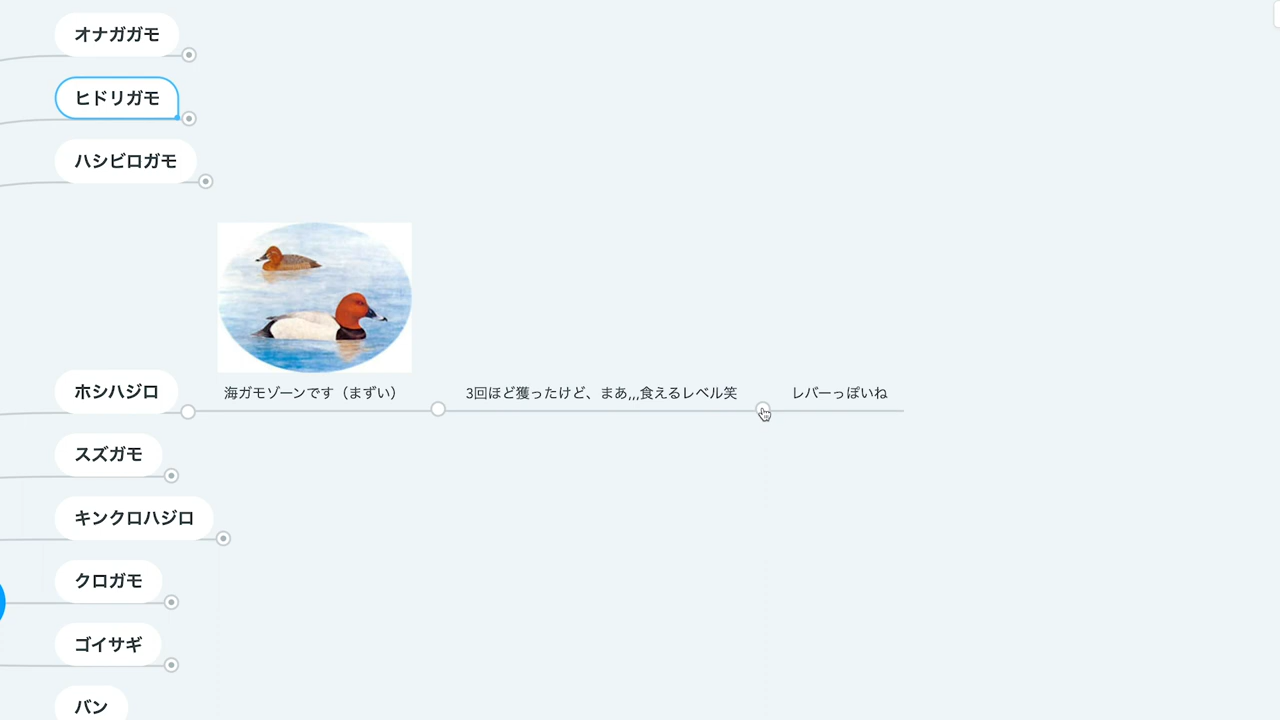 オナガガモ
ヒドリガモ
ハシビロガモ
ホシハジロ
海ガモゾーンです（まずい）
3回ほど獲ったけど、まあ,,,食えるレベル笑
レバーっぽいね
スズガモ
キンクロハジロ
クロガモ
ゴイサギ
バン